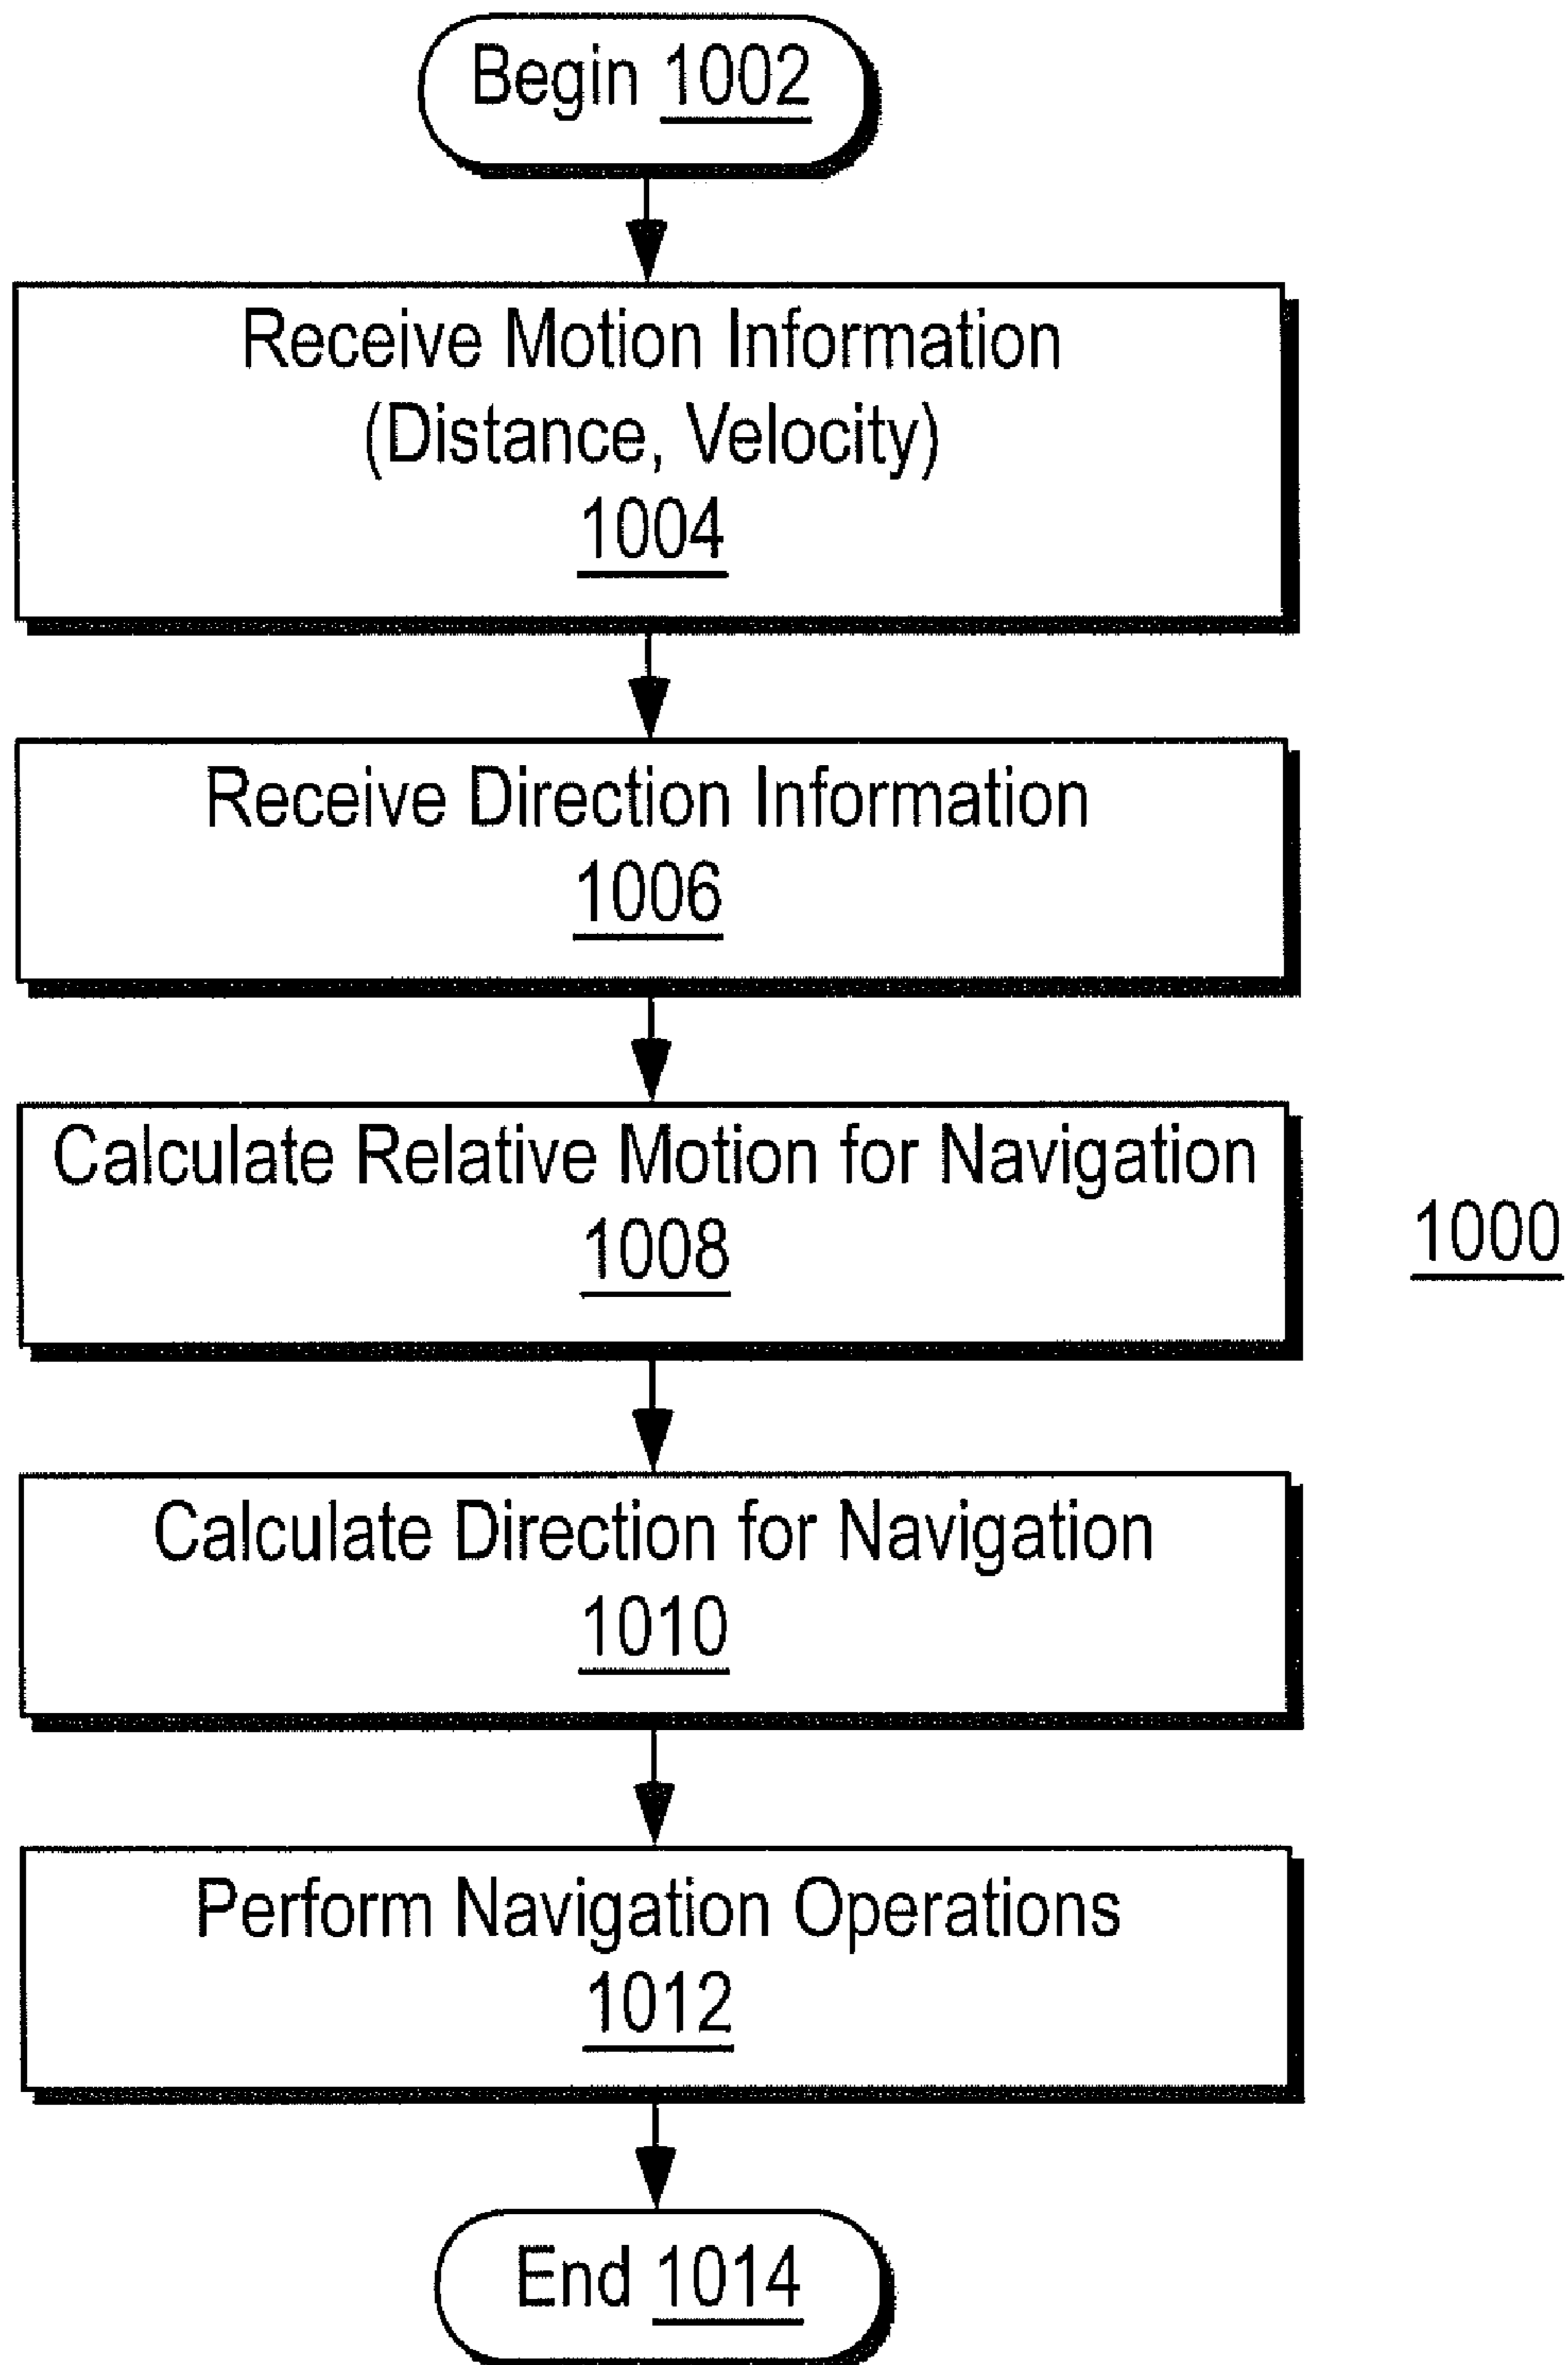 Begin 1002
Receive Motion Information
(Distance, Velocity)
1004
Receive Direction Information
1006
Calculate Relative Motion for Navigation
1008
1000
Calculate Direction for Navigation
1010
Perform Navigation Operations
1012
End 1014